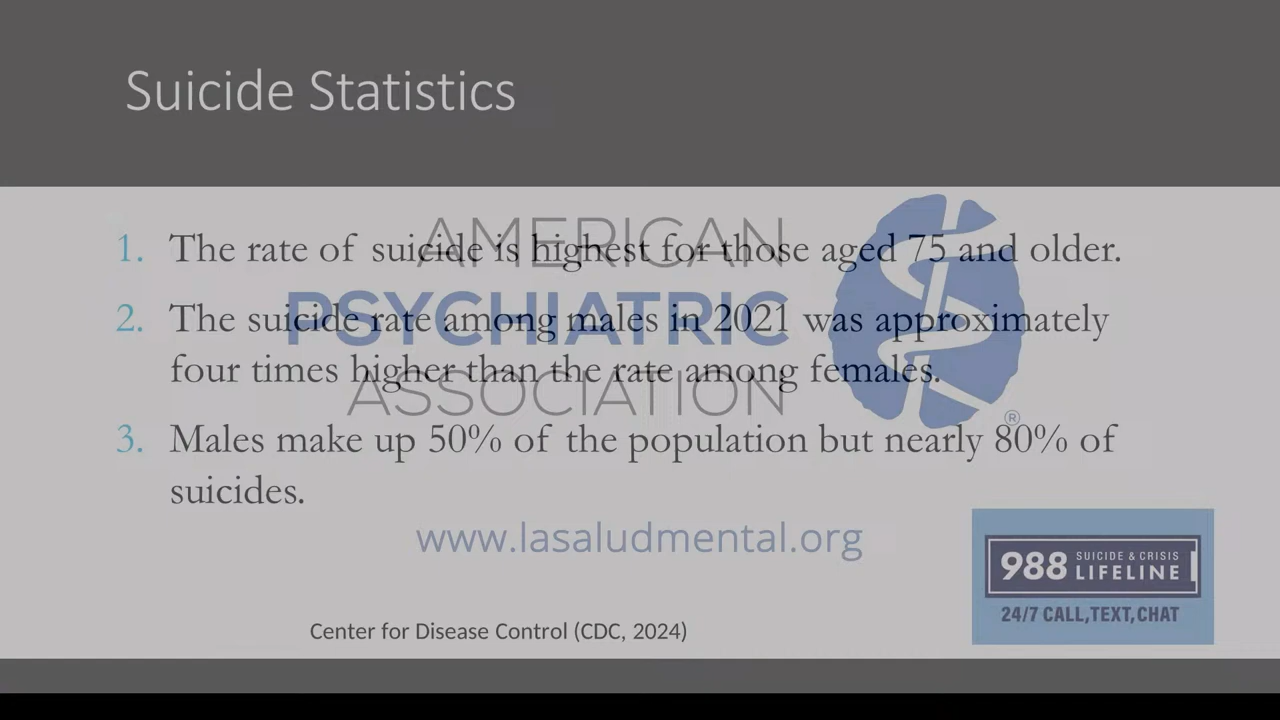 Suicide Statistics
AMERICAN
1. The rate of suicide is highest for those aged 75 and older.
PSYCHIATRIC
2. The suicide rate among males in 2021 was approximately
four times higher than the rate among females.
ASSOCIATION
®
3. Males make up 50% of the population but nearly 80% of
suicides.
www.lasaludmental.org
988 SUICIDE & CRISIS
LIFELINE
24/7 CALL,TEXT,CHAT
Center for Disease Control (CDC, 2024)